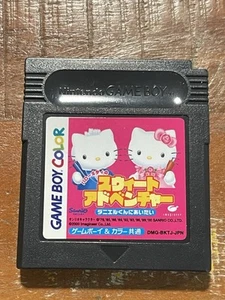 Nintendo GAME BOY
GAME BOY COLOR
スウィート
アドベンチャー
ダニエルくんにあいたい
Sanrio
IMAGINEER
ゲームボーイ & カラー 共通
DMG-BKTJ-JPN